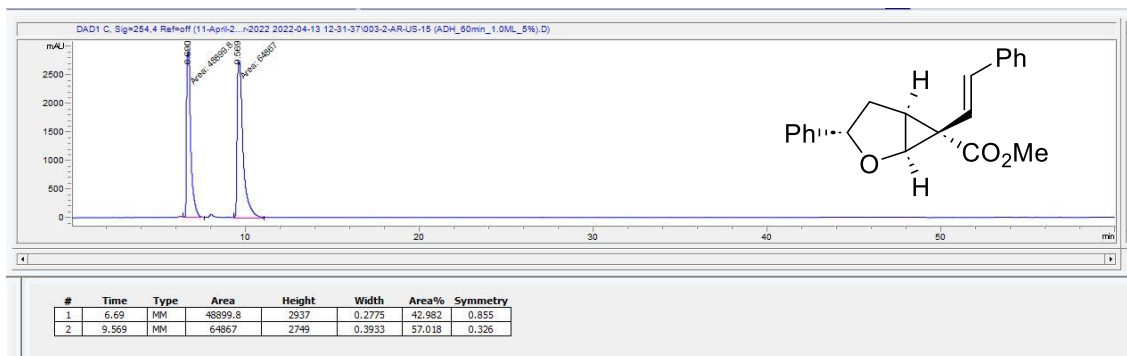 DAD1 C, Sig=254,4 Ref=off (11-April-2...r-2022 2022-04-13 12-31-37\003-2-AR-US-15 (ADH_60min_1.0ML_5%).D)
mAU
2500
2000
1500
1000
500
0
6.690
Area: 48899.8
9.569
Area: 64867
10
20
30
40
50
min
Ph
H
Ph
O
CO2Me
H
# Time Type Area Height Width Area% Symmetry
1 6.69 MM 48899.8 2937 0.2775 42.982 0.855
2 9.569 MM 64867 2749 0.3933 57.018 0.326